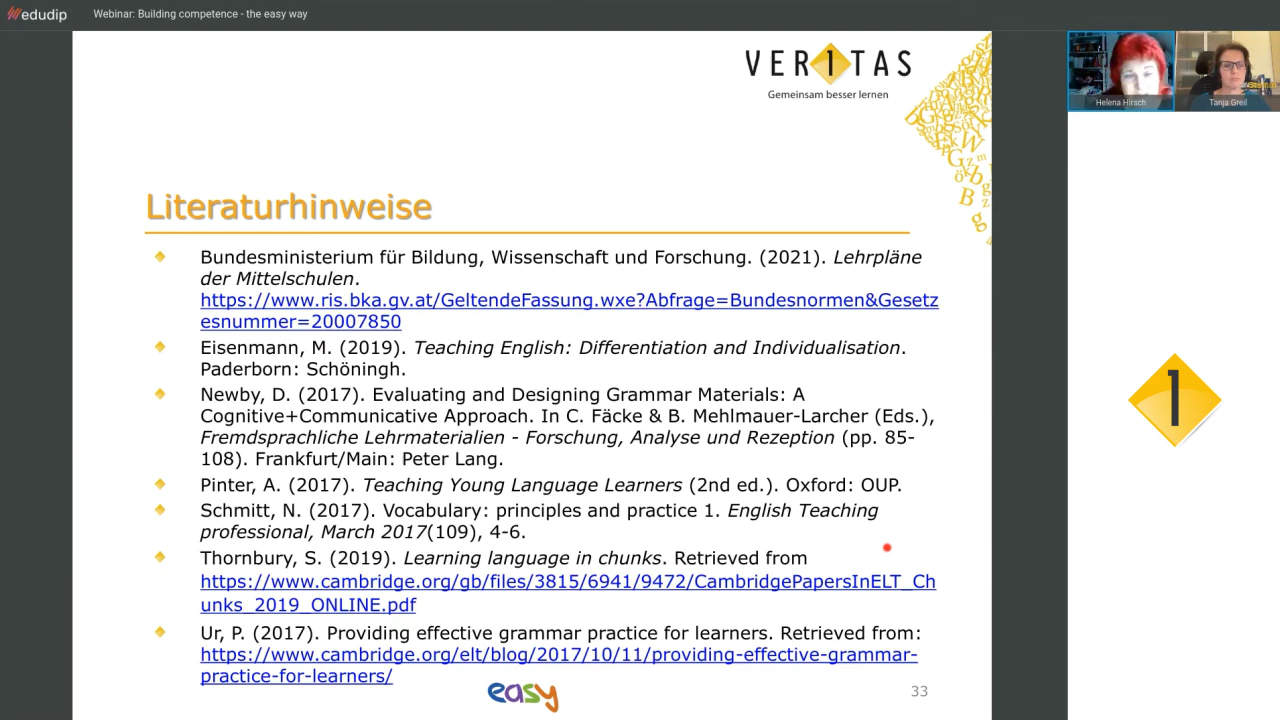 edudip
Webinar: Building competence - the easy way
VER1TAS
Gemeinsam besser lernen
Helena Hirsch
Tanja Greil
Literaturhinweise
Bundesministerium für Bildung, Wissenschaft und Forschung. (2021). Lehrpläne
der Mittelschulen.
https://www.ris.bka.gv.at/GeltendeFassung.wxe?Abfrage=Bundesnormen&Gesetz
esnummer=20007850
Eisenmann, M. (2019). Teaching English: Differentiation and Individualisation.
Paderborn: Schöningh.
Newby, D. (2017). Evaluating and Designing Grammar Materials: A
Cognitive+Communicative Approach. In C. Fäcke & B. Mehlmauer-Larcher (Eds.),
Fremdsprachliche Lehrmaterialien - Forschung, Analyse und Rezeption (pp. 85-
108). Frankfurt/Main: Peter Lang.
Pinter, A. (2017). Teaching Young Language Learners (2nd ed.). Oxford: OUP.
Schmitt, N. (2017). Vocabulary: principles and practice 1. English Teaching
professional, March 2017(109), 4-6.
Thornbury, S. (2019). Learning language in chunks. Retrieved from
https://www.cambridge.org/gb/files/3815/6941/9472/CambridgePapersInELT_Ch
unks_2019_ONLINE.pdf
Ur, P. (2017). Providing effective grammar practice for learners. Retrieved from:
https://www.cambridge.org/elt/blog/2017/10/11/providing-effective-grammar-
practice-for-learners/
easy
33
1